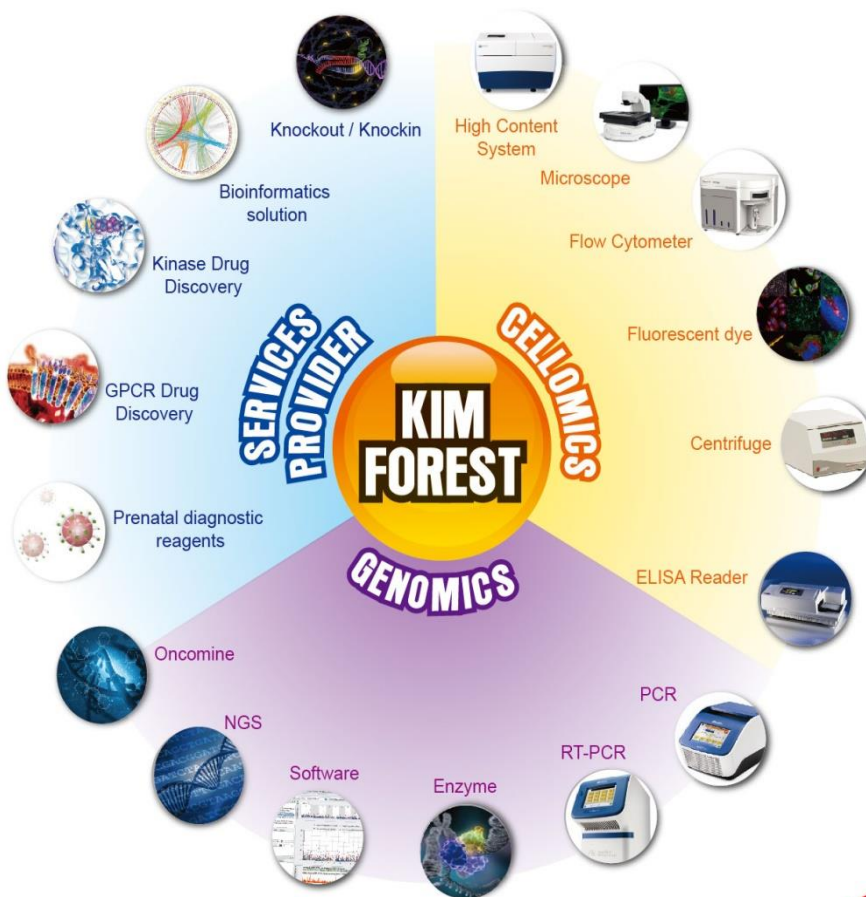 Knockout / Knockin
Bioinformatics
solution
Kinase Drug
Discovery
GPCR Drug
Discovery
Prenatal diagnostic
reagents
High Content
System
Microscope
Flow Cytometer
Fluorescent dye
Centrifuge
ELISA Reader
SERVICES
PROVIDER
CELLOMICS
KIM
FOREST
GENOMICS
Oncomine
NGS
Software
Enzyme
RT-PCR
PCR